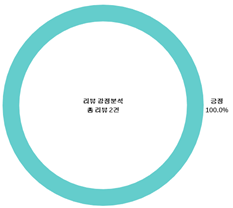 리뷰 감정분석
총 리뷰 2건
긍정
100.0%